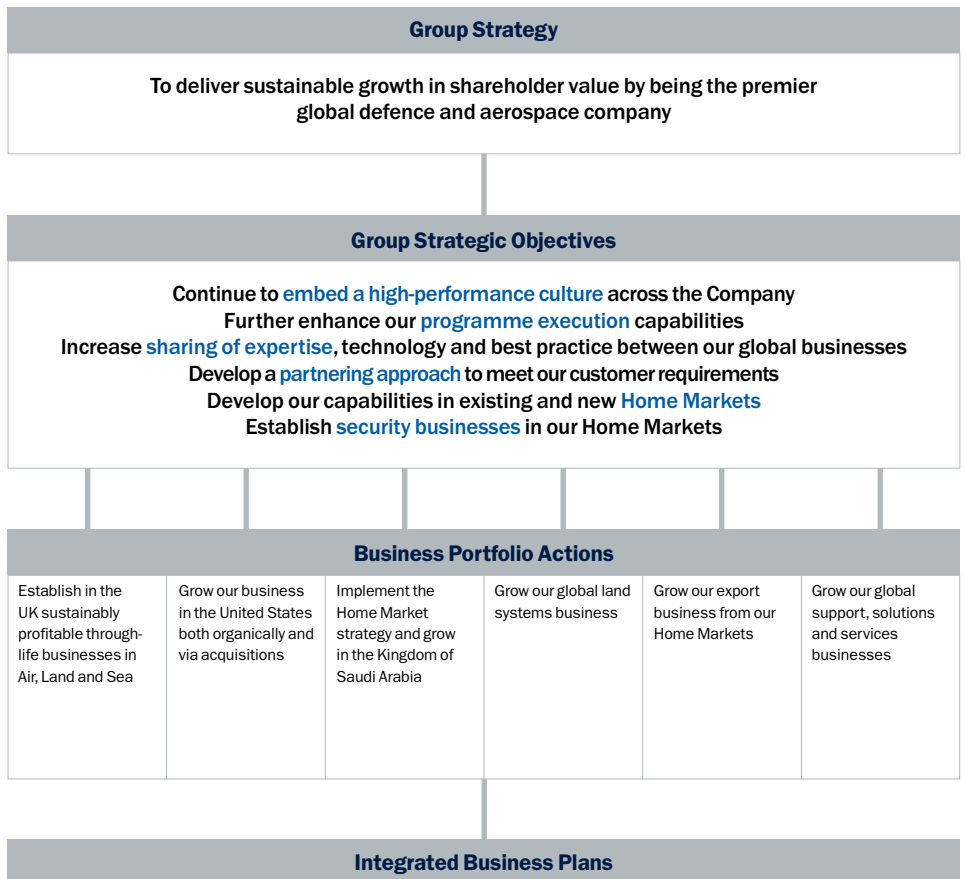 Group Strategy
To deliver sustainable growth in shareholder value by being the premier
global defence and aerospace company
Group Strategic Objectives
Continue to embed a high-performance culture across the Company
Further enhance our programme execution capabilities
Increase sharing of expertise, technology and best practice between our global businesses
Develop a partnering approach to meet our customer requirements
Develop our capabilities in existing and new Home Markets
Establish security businesses in our Home Markets
Business Portfolio Actions
Establish in the
UK sustainably
profitable through-
life businesses in
Air, Land and Sea
Grow our business
in the United States
both organically and
via acquisitions
Implement the
Home Market
strategy and grow
in the Kingdom of
Saudi Arabia
Grow our global land
systems business
Grow our export
business from our
Home Markets
Grow our global
support, solutions
and services
businesses
Integrated Business Plans